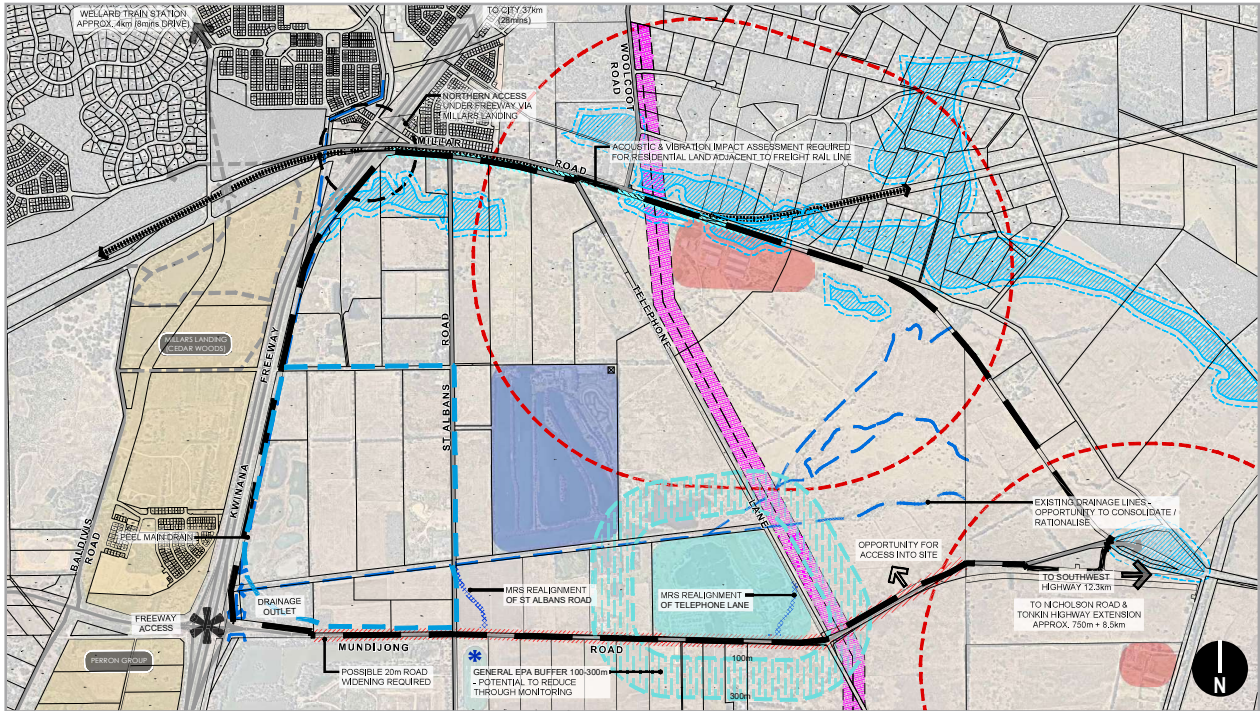 WELLARD TRAIN STATION
APPROX. 4km (8mins DRIVE)
TO CITY 37km
(28mins)
WOOLCOOT
ROAD
NORTHERN ACCESS
UNDER FREEWAY VIA
MILLARS LANDING
MILLAR
ROAD
ACOUSTIC & VIBRATION IMPACT ASSESSMENT REQUIRED
FOR RESIDENTIAL LAND ADJACENT TO FREIGHT RAIL LINE
TELEPHONE
LANE
MILLARS LANDING
(CEDAR WOODS)
KWINANA
FREEWAY
ST ALBANS
ROAD
BALDIVIS
ROAD
PEEL MAIN DRAIN
EXISTING DRAINAGE LINES -
OPPORTUNITY TO CONSOLIDATE /
RATIONALISE
OPPORTUNITY FOR
ACCESS INTO SITE
TO SOUTHWEST
HIGHWAY 12.3km
TO NICHOLSON ROAD &
TONKIN HIGHWAY EXTENSION
APPROX. 750m + 8.5km
DRAINAGE
OUTLET
MRS REALIGNMENT
OF ST ALBANS ROAD
MRS REALIGNMENT
OF TELEPHONE LANE
FREEWAY
ACCESS
MUNDIJONG
ROAD
PERRON GROUP
POSSIBLE 20m ROAD
WIDENING REQUIRED
GENERAL EPA BUFFER 100-300m
- POTENTIAL TO REDUCE
THROUGH MONITORING
100m
300m
N